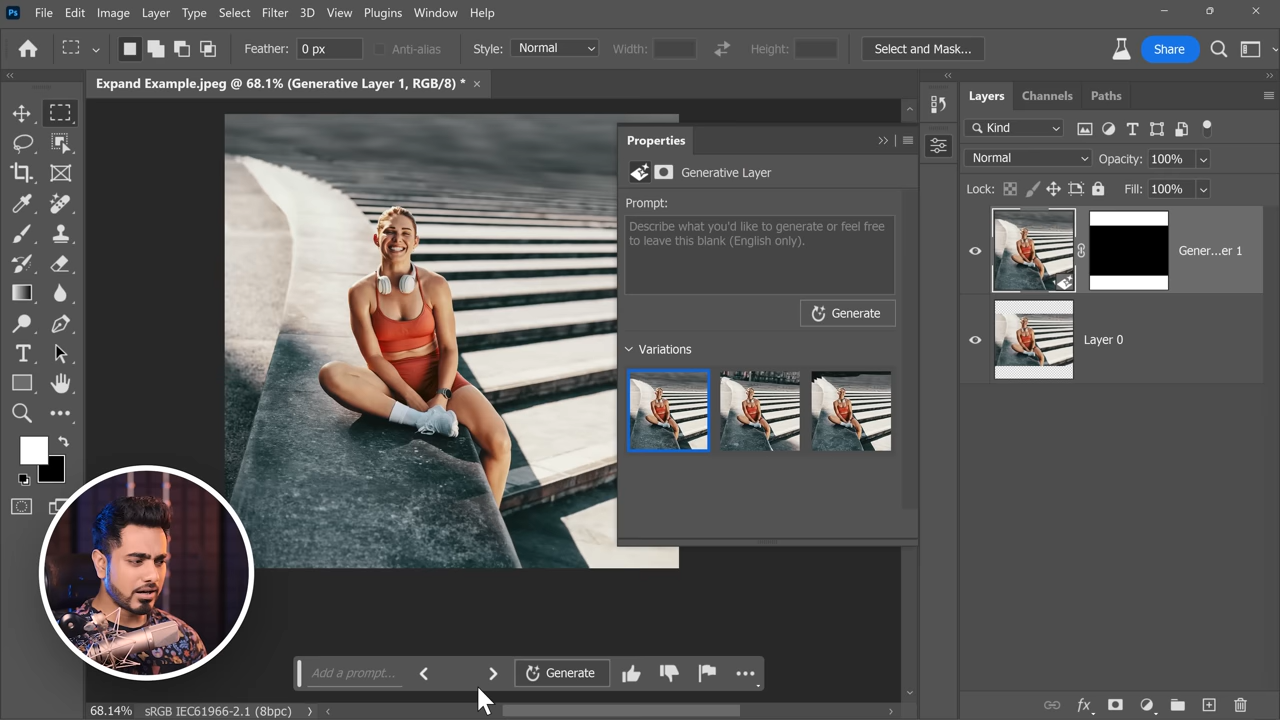 Ps File Edit Image Layer Type Select Filter 3D View Plugins Window Help
Feather: 0 px Anti-alias Style: Normal Width: Height: Select and Mask... Share
Expand Example.jpeg @ 68.1% (Generative Layer 1, RGB/8) * ×
Properties
Generative Layer
Prompt:
Describe what you'd like to generate or feel free
to leave this blank (English only).
Generate
Variations
Layers Channels Paths
Kind
Normal Opacity: 100%
Lock: Fill: 100%
Gener...er 1
Layer 0
Add a prompt... Generate
68.14% sRGB IEC61966-2.1 (8bpc)